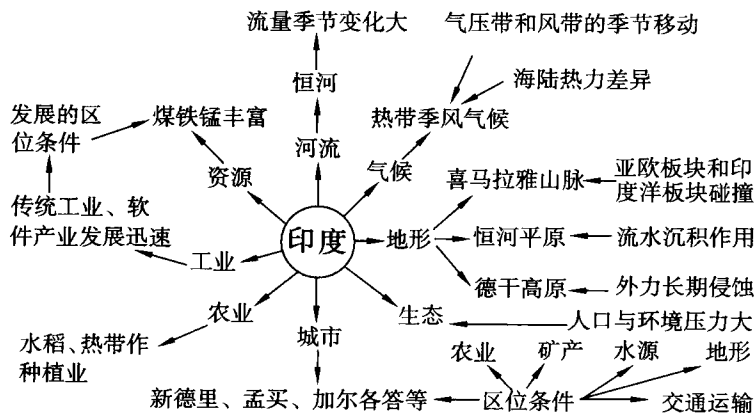 流量季节变化大
气压带和风带的季节移动
恒河
海陆热力差异
发展的区
位条件
煤铁锰丰富
热带季风气候
河流
气候
资源
喜马拉雅山脉
亚欧板块和印
度洋板块碰撞
传统工业、软
件产业发展迅速
印度
地形
恒河平原
流水沉积作用
工业
德干高原
外力长期侵蚀
农业
城市
生态
人口与环境压力大
水稻、热带作
种植业
农业
矿产
水源
地形
新德里、孟买、加尔各答等
区位条件
交通运输